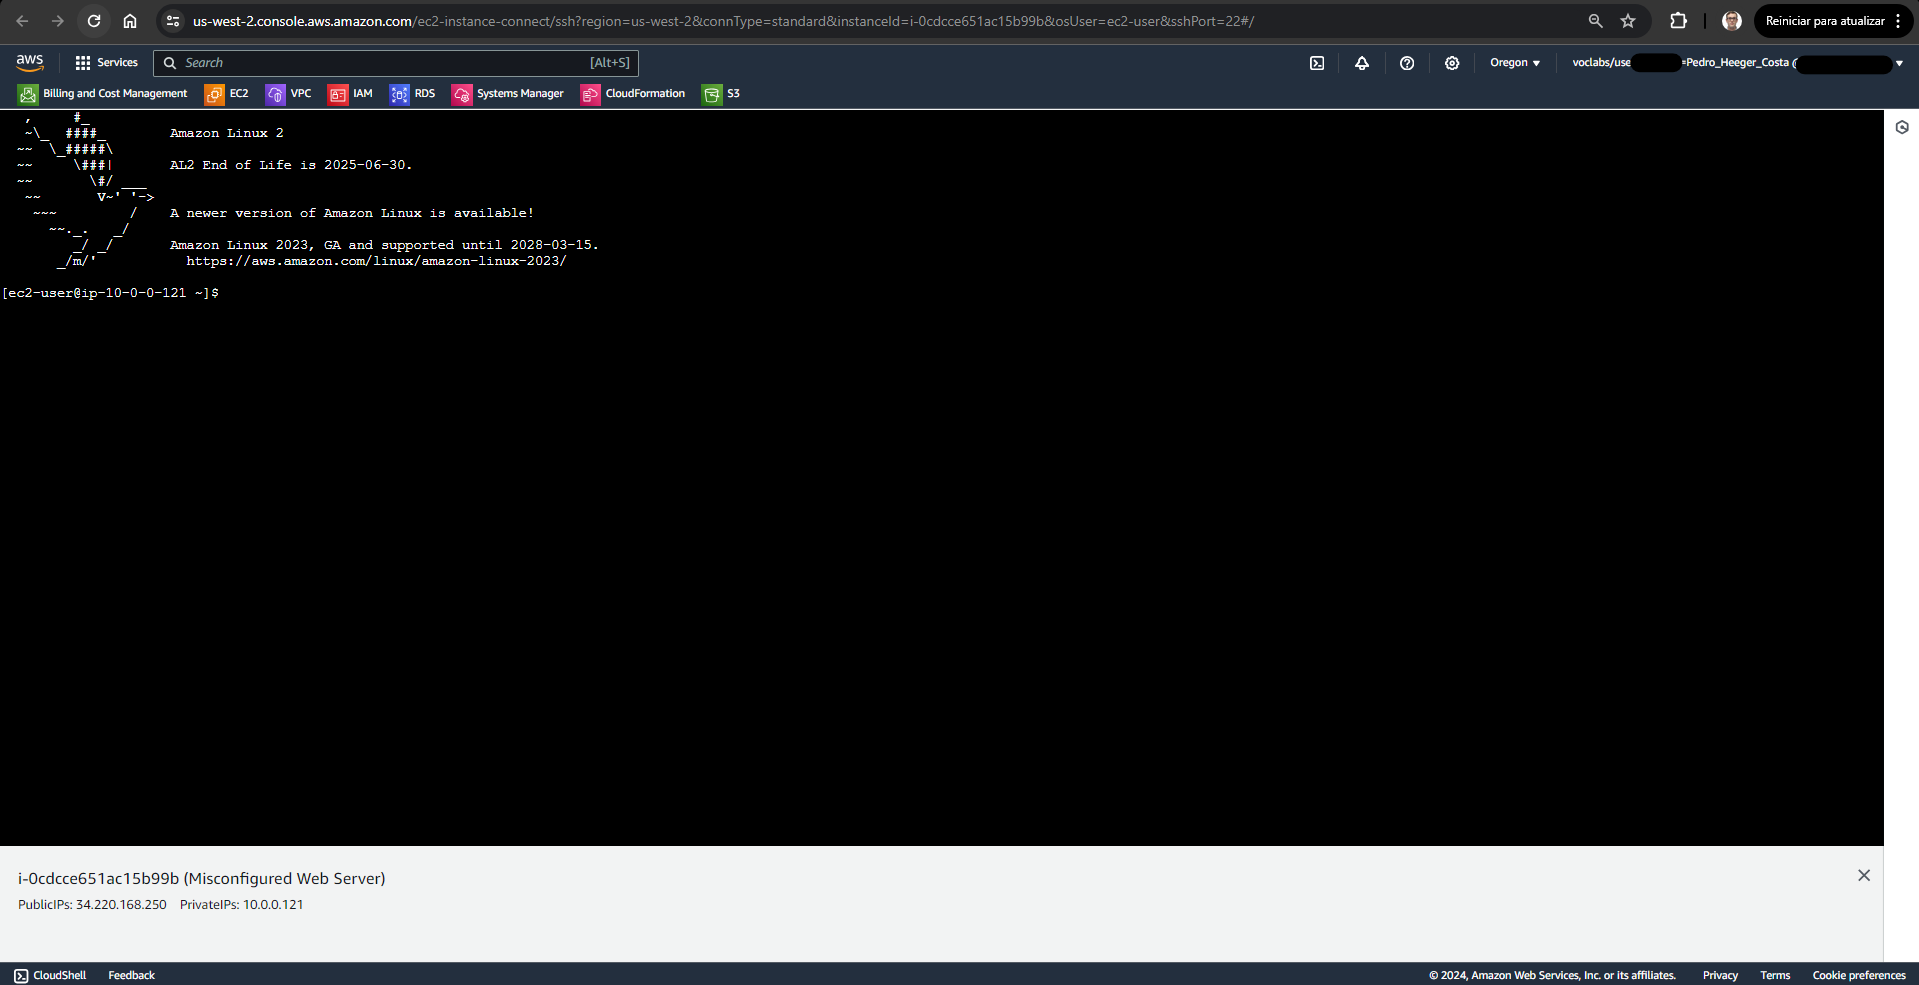 us-west-2.console.aws.amazon.com/ec2-instance-connect/ssh?region=us-west-2&connType=standard&instanceId=i-0cdcce651ac15b99b&osUser=ec2-user&sshPort=22#/
Reiniciar para atualizar
aws
Services
Search
[Alt+S]
Oregon
voclabs/use
=Pedro_Heeger_Costa @
Billing and Cost Management
EC2
VPC
IAM
RDS
Systems Manager
CloudFormation
S3
   ,     #_
   ~\_  ####_        Amazon Linux 2
  ~~  \_#####\
  ~~     \###|       AL2 End of Life is 2025-06-30.
  ~~       \#/ ___
   ~~       V~' '->
    ~~~         /    A newer version of Amazon Linux is available!
      ~~._.   _/
         _/ _/       Amazon Linux 2023, GA and supported until 2028-03-15.
       _/m/'           https://aws.amazon.com/linux/amazon-linux-2023/
[ec2-user@ip-10-0-0-121 ~]$
i-0cdcce651ac15b99b (Misconfigured Web Server)
PublicIPs: 34.220.168.250 PrivateIPs: 10.0.0.121
CloudShell
Feedback
© 2024, Amazon Web Services, Inc. or its affiliates.
Privacy
Terms
Cookie preferences